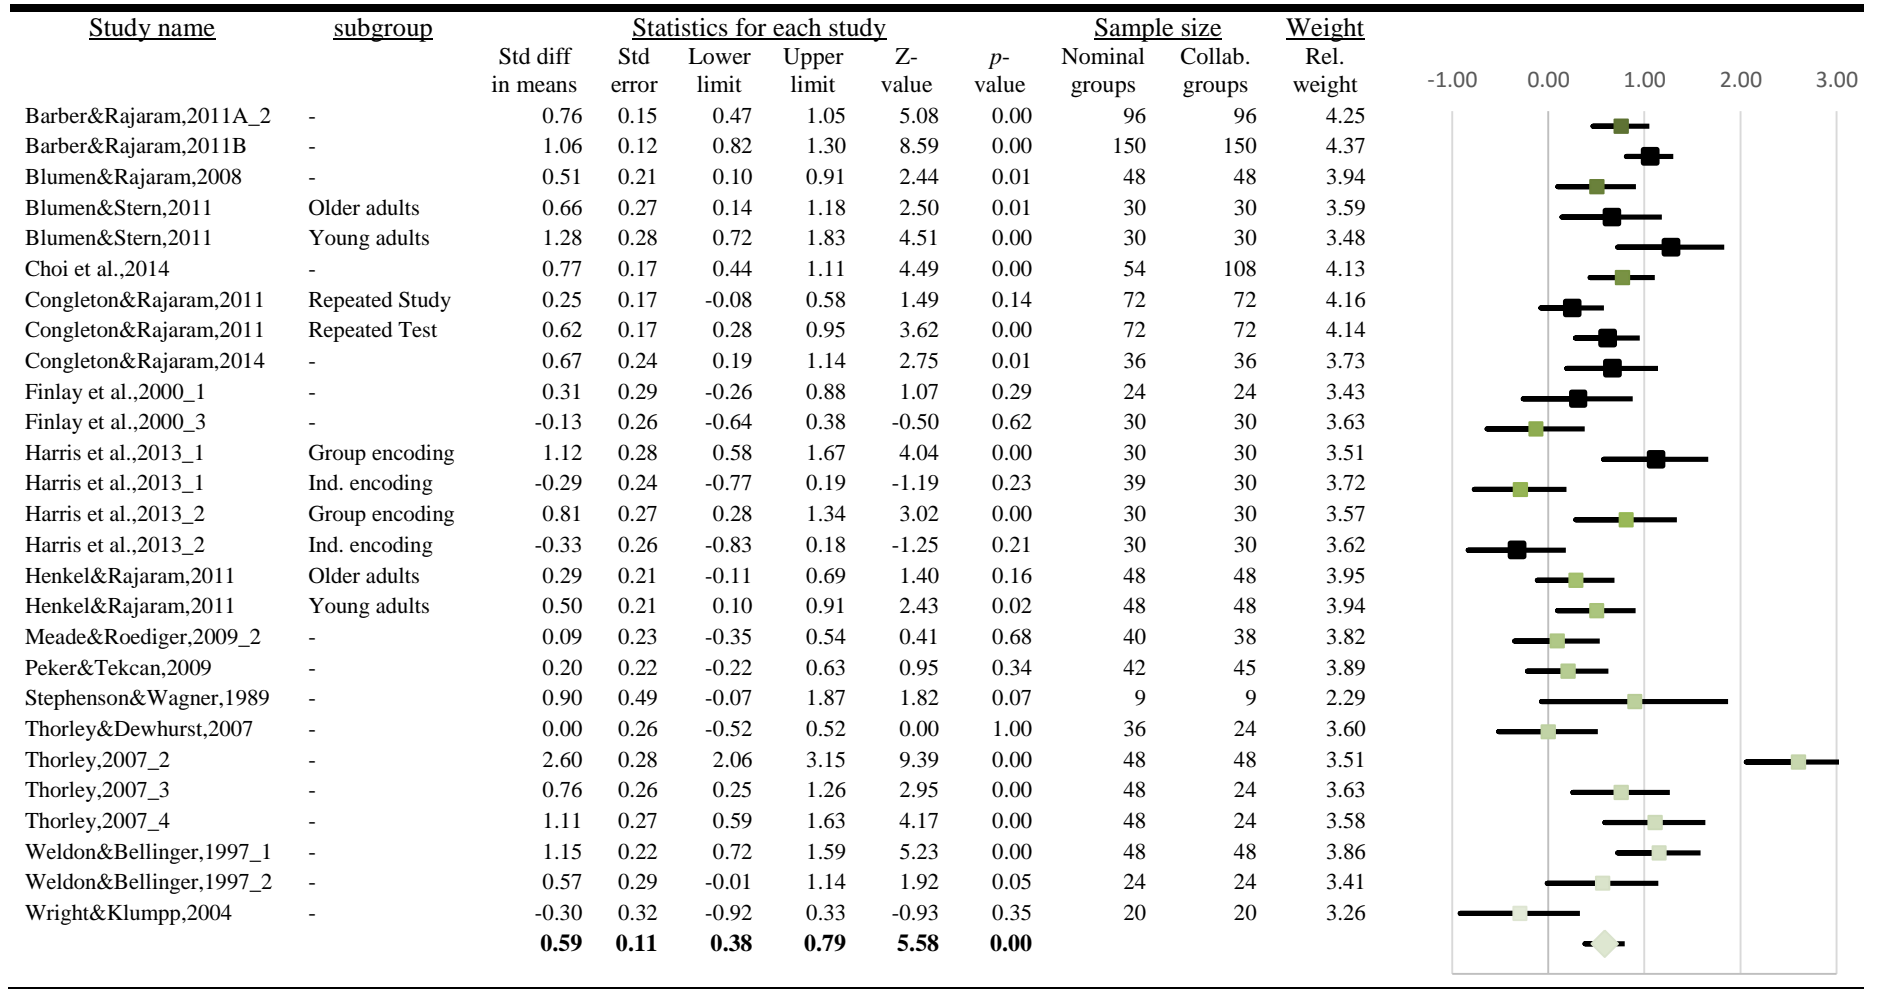 Study name subgroup Statistics for each study Sample size Weight
Std diff Std Lower Upper Z- p- Nominal Collab. Rel.
in means error limit limit value value groups groups weight -1.00 0.00 1.00 2.00 3.00
Barber&Rajaram,2011A_2 - 0.76 0.15 0.47 1.05 5.08 0.00 96 96 4.25
Barber&Rajaram,2011B - 1.06 0.12 0.82 1.30 8.59 0.00 150 150 4.37
Blumen&Rajaram,2008 - 0.51 0.21 0.10 0.91 2.44 0.01 48 48 3.94
Blumen&Stern,2011 Older adults 0.66 0.27 0.14 1.18 2.50 0.01 30 30 3.59
Blumen&Stern,2011 Young adults 1.28 0.28 0.72 1.83 4.51 0.00 30 30 3.48
Choi et al.,2014 - 0.77 0.17 0.44 1.11 4.49 0.00 54 108 4.13
Congleton&Rajaram,2011 Repeated Study 0.25 0.17 -0.08 0.58 1.49 0.14 72 72 4.16
Congleton&Rajaram,2011 Repeated Test 0.62 0.17 0.28 0.95 3.62 0.00 72 72 4.14
Congleton&Rajaram,2014 - 0.67 0.24 0.19 1.14 2.75 0.01 36 36 3.73
Finlay et al.,2000_1 - 0.31 0.29 -0.26 0.88 1.07 0.29 24 24 3.43
Finlay et al.,2000_3 - -0.13 0.26 -0.64 0.38 -0.50 0.62 30 30 3.63
Harris et al.,2013_1 Group encoding 1.12 0.28 0.58 1.67 4.04 0.00 30 30 3.51
Harris et al.,2013_1 Ind. encoding -0.29 0.24 -0.77 0.19 -1.19 0.23 39 30 3.72
Harris et al.,2013_2 Group encoding 0.81 0.27 0.28 1.34 3.02 0.00 30 30 3.57
Harris et al.,2013_2 Ind. encoding -0.33 0.26 -0.83 0.18 -1.25 0.21 30 30 3.62
Henkel&Rajaram,2011 Older adults 0.29 0.21 -0.11 0.69 1.40 0.16 48 48 3.95
Henkel&Rajaram,2011 Young adults 0.50 0.21 0.10 0.91 2.43 0.02 48 48 3.94
Meade&Roediger,2009_2 - 0.09 0.23 -0.35 0.54 0.41 0.68 40 38 3.82
Peker&Tekcan,2009 - 0.20 0.22 -0.22 0.63 0.95 0.34 42 45 3.89
Stephenson&Wagner,1989 - 0.90 0.49 -0.07 1.87 1.82 0.07 9 9 2.29
Thorley&Dewhurst,2007 - 0.00 0.26 -0.52 0.52 0.00 1.00 36 24 3.60
Thorley,2007_2 - 2.60 0.28 2.06 3.15 9.39 0.00 48 48 3.51
Thorley,2007_3 - 0.76 0.26 0.25 1.26 2.95 0.00 48 24 3.63
Thorley,2007_4 - 1.11 0.27 0.59 1.63 4.17 0.00 48 24 3.58
Weldon&Bellinger,1997_1 - 1.15 0.22 0.72 1.59 5.23 0.00 48 48 3.86
Weldon&Bellinger,1997_2 - 0.57 0.29 -0.01 1.14 1.92 0.05 24 24 3.41
Wright&Klumpp,2004 - -0.30 0.32 -0.92 0.33 -0.93 0.35 20 20 3.26
0.59 0.11 0.38 0.79 5.58 0.00